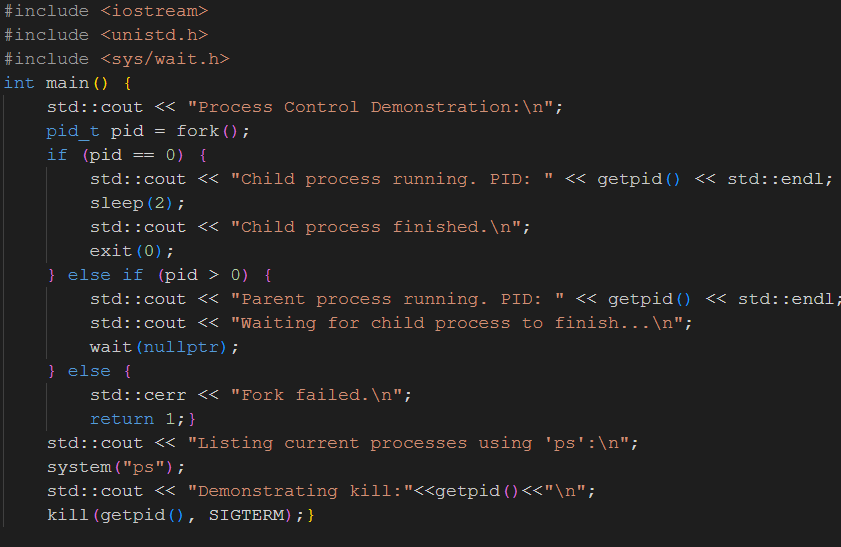 #include <iostream>
#include <unistd.h>
#include <sys/wait.h>
int main() {
    std::cout << "Process Control Demonstration:\n";
    pid_t pid = fork();
    if (pid == 0) {
        std::cout << "Child process running. PID: " << getpid() << std::endl;
        sleep(2);
        std::cout << "Child process finished.\n";
        exit(0);
    } else if (pid > 0) {
        std::cout << "Parent process running. PID: " << getpid() << std::endl;
        std::cout << "Waiting for child process to finish...\n";
        wait(nullptr);
    } else {
        std::cerr << "Fork failed.\n";
        return 1;}
    std::cout << "Listing current processes using 'ps':\n";
    system("ps");
    std::cout << "Demonstrating kill:"<<getpid()<<"\n";
    kill(getpid(), SIGTERM);}